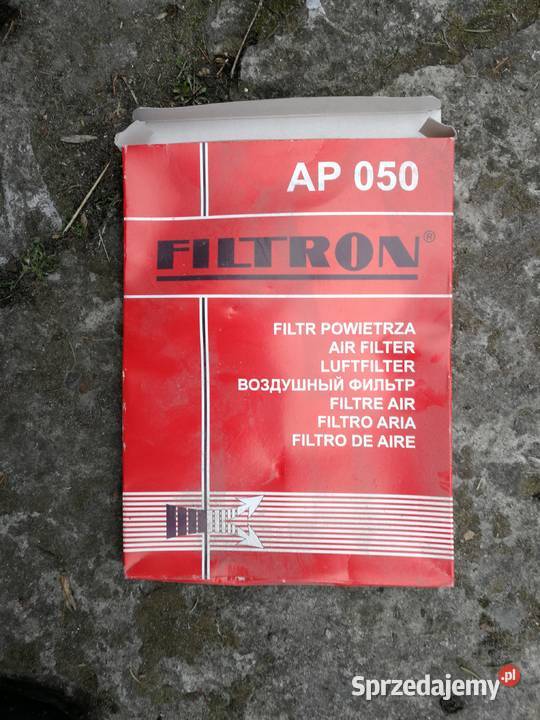 AP 050
FILTRON®
FILTR POWIETRZA
AIR FILTER
LUFTFILTER
ВОЗДУШНЫЙ ФИЛЬТР
FILTRE AIR
FILTRO ARIA
FILTRO DE AIRE
Sprzedajemy.pl